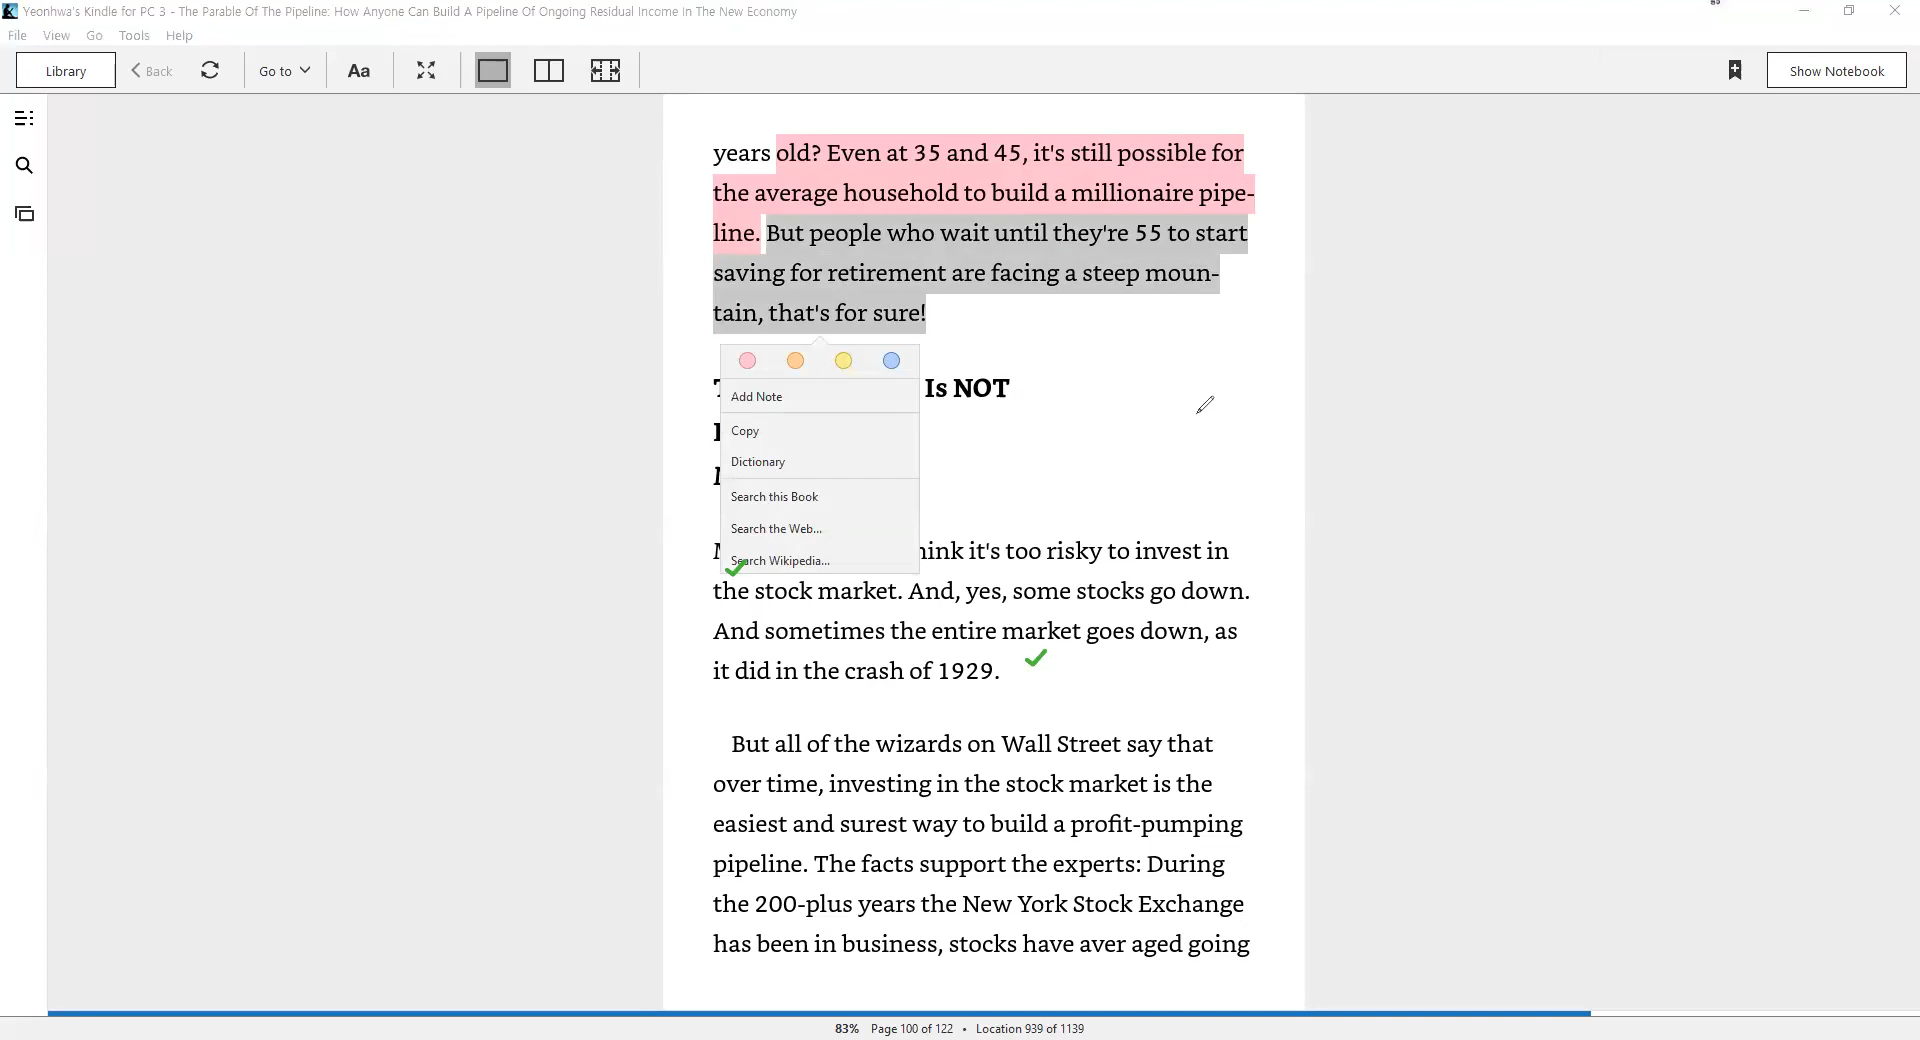 Yeonhwa's Kindle for PC 3 - The Parable Of The Pipeline: How Anyone Can Build A Pipeline Of Ongoing Residual Income In The New Economy
File View Go Tools Help
Library Back Go to Aa Show Notebook
years old? Even at 35 and 45, it's still possible for
the average household to build a millionaire pipe-
line. But people who wait until they're 55 to start
saving for retirement are facing a steep moun-
tain, that's for sure!
Is NOT
Add Note
Copy
Dictionary
Search this Book
Search the Web...
Search Wikipedia...
it's too risky to invest in
the stock market. And, yes, some stocks go down.
And sometimes the entire market goes down, as
it did in the crash of 1929.
But all of the wizards on Wall Street say that
over time, investing in the stock market is the
easiest and surest way to build a profit-pumping
pipeline. The facts support the experts: During
the 200-plus years the New York Stock Exchange
has been in business, stocks have aver aged going
83% Page 100 of 122 • Location 939 of 1139